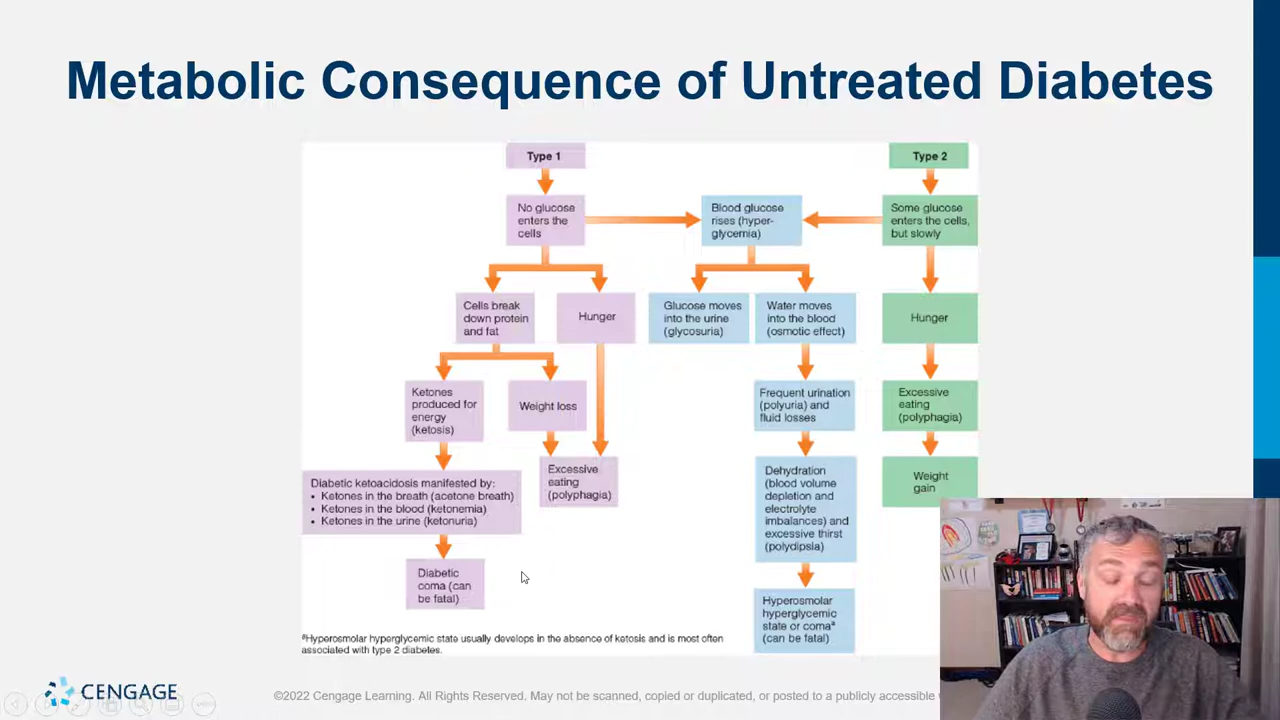 Metabolic Consequence of Untreated Diabetes
Type 1
Type 2
No glucose
enters the
cells
Blood glucose
rises (hyper-
glycemia)
Some glucose
enters the cells,
but slowly
Cells break
down protein
and fat
Hunger
Glucose moves
into the urine
(glycosuria)
Water moves
into the blood
(osmotic effect)
Hunger
Ketones
produced for
energy
(ketosis)
Weight loss
Frequent urination
(polyuria) and
fluid losses
Excessive
eating
(polyphagia)
Diabetic ketoacidosis manifested by:
• Ketones in the breath (acetone breath)
• Ketones in the blood (ketonemia)
• Ketones in the urine (ketonuria)
Excessive
eating
(polyphagia)
Dehydration
(blood volume
depletion and
electrolyte
imbalances) and
excessive thirst
(polydipsia)
Weight
gain
Diabetic
coma (can
be fatal)
Hyperosmolar
hyperglycemic
state or comaª
(can be fatal)
ªHyperosmolar hyperglycemic state usually develops in the absence of ketosis and is most often
associated with type 2 diabetes.
CENGAGE
©2022 Cengage Learning. All Rights Reserved. May not be scanned, copied or duplicated, or posted to a publicly accessible